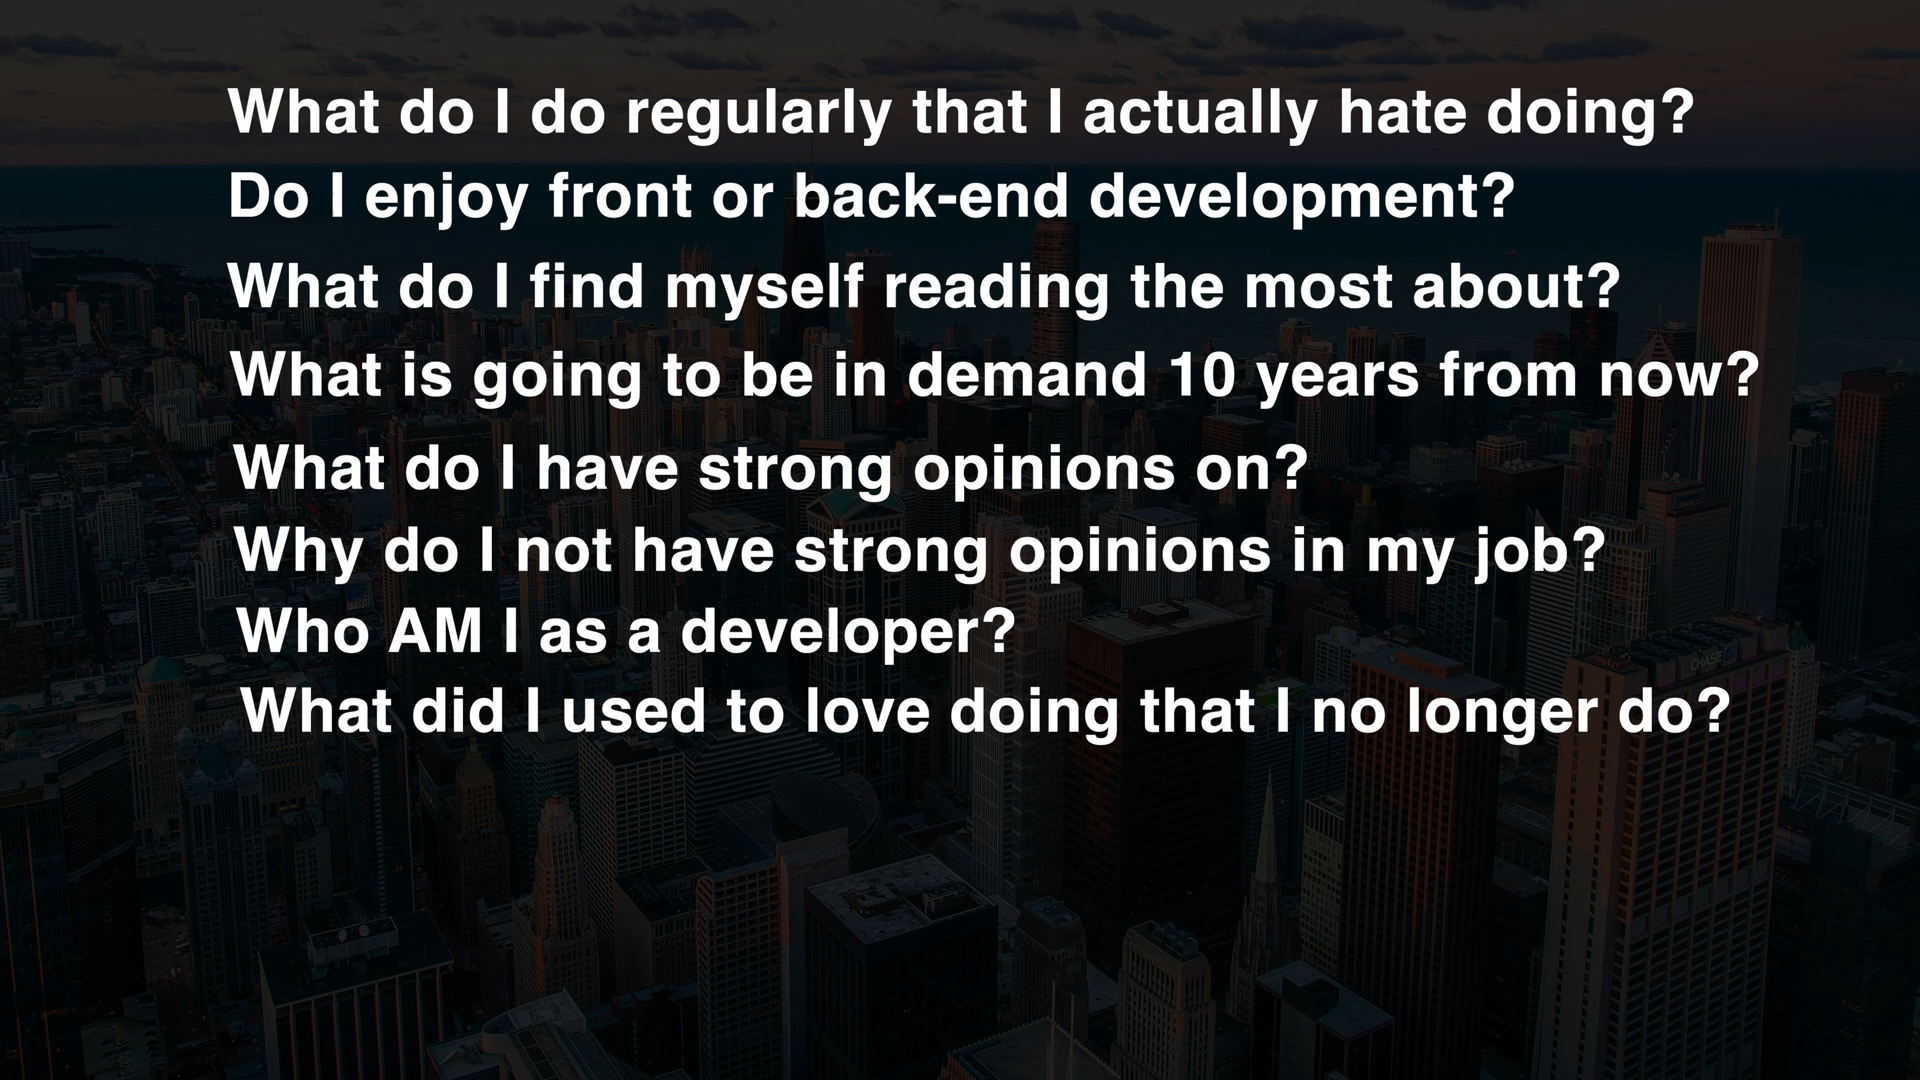 What do I do regularly that I actually hate doing?
Do I enjoy front or back-end development?
What do I find myself reading the most about?
What is going to be in demand 10 years from now?
What do I have strong opinions on?
Why do I not have strong opinions in my job?
Who AM I as a developer?
CHASE
What did I used to love doing that I no longer do?